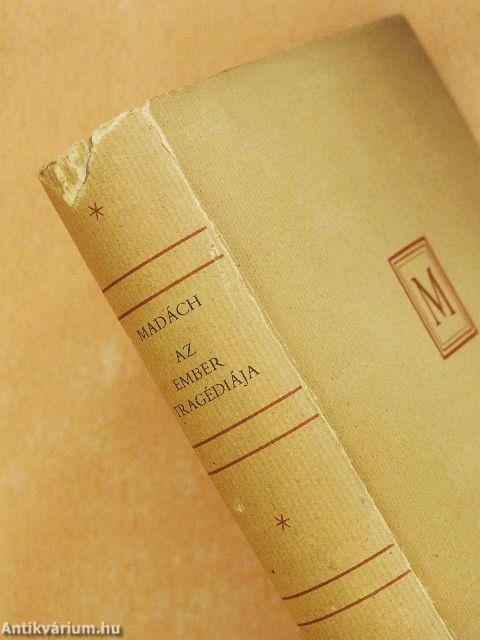 *
MADÁCH
AZ
EMBER
TRAGÉDIÁJA
*
M
Antikvárium.hu